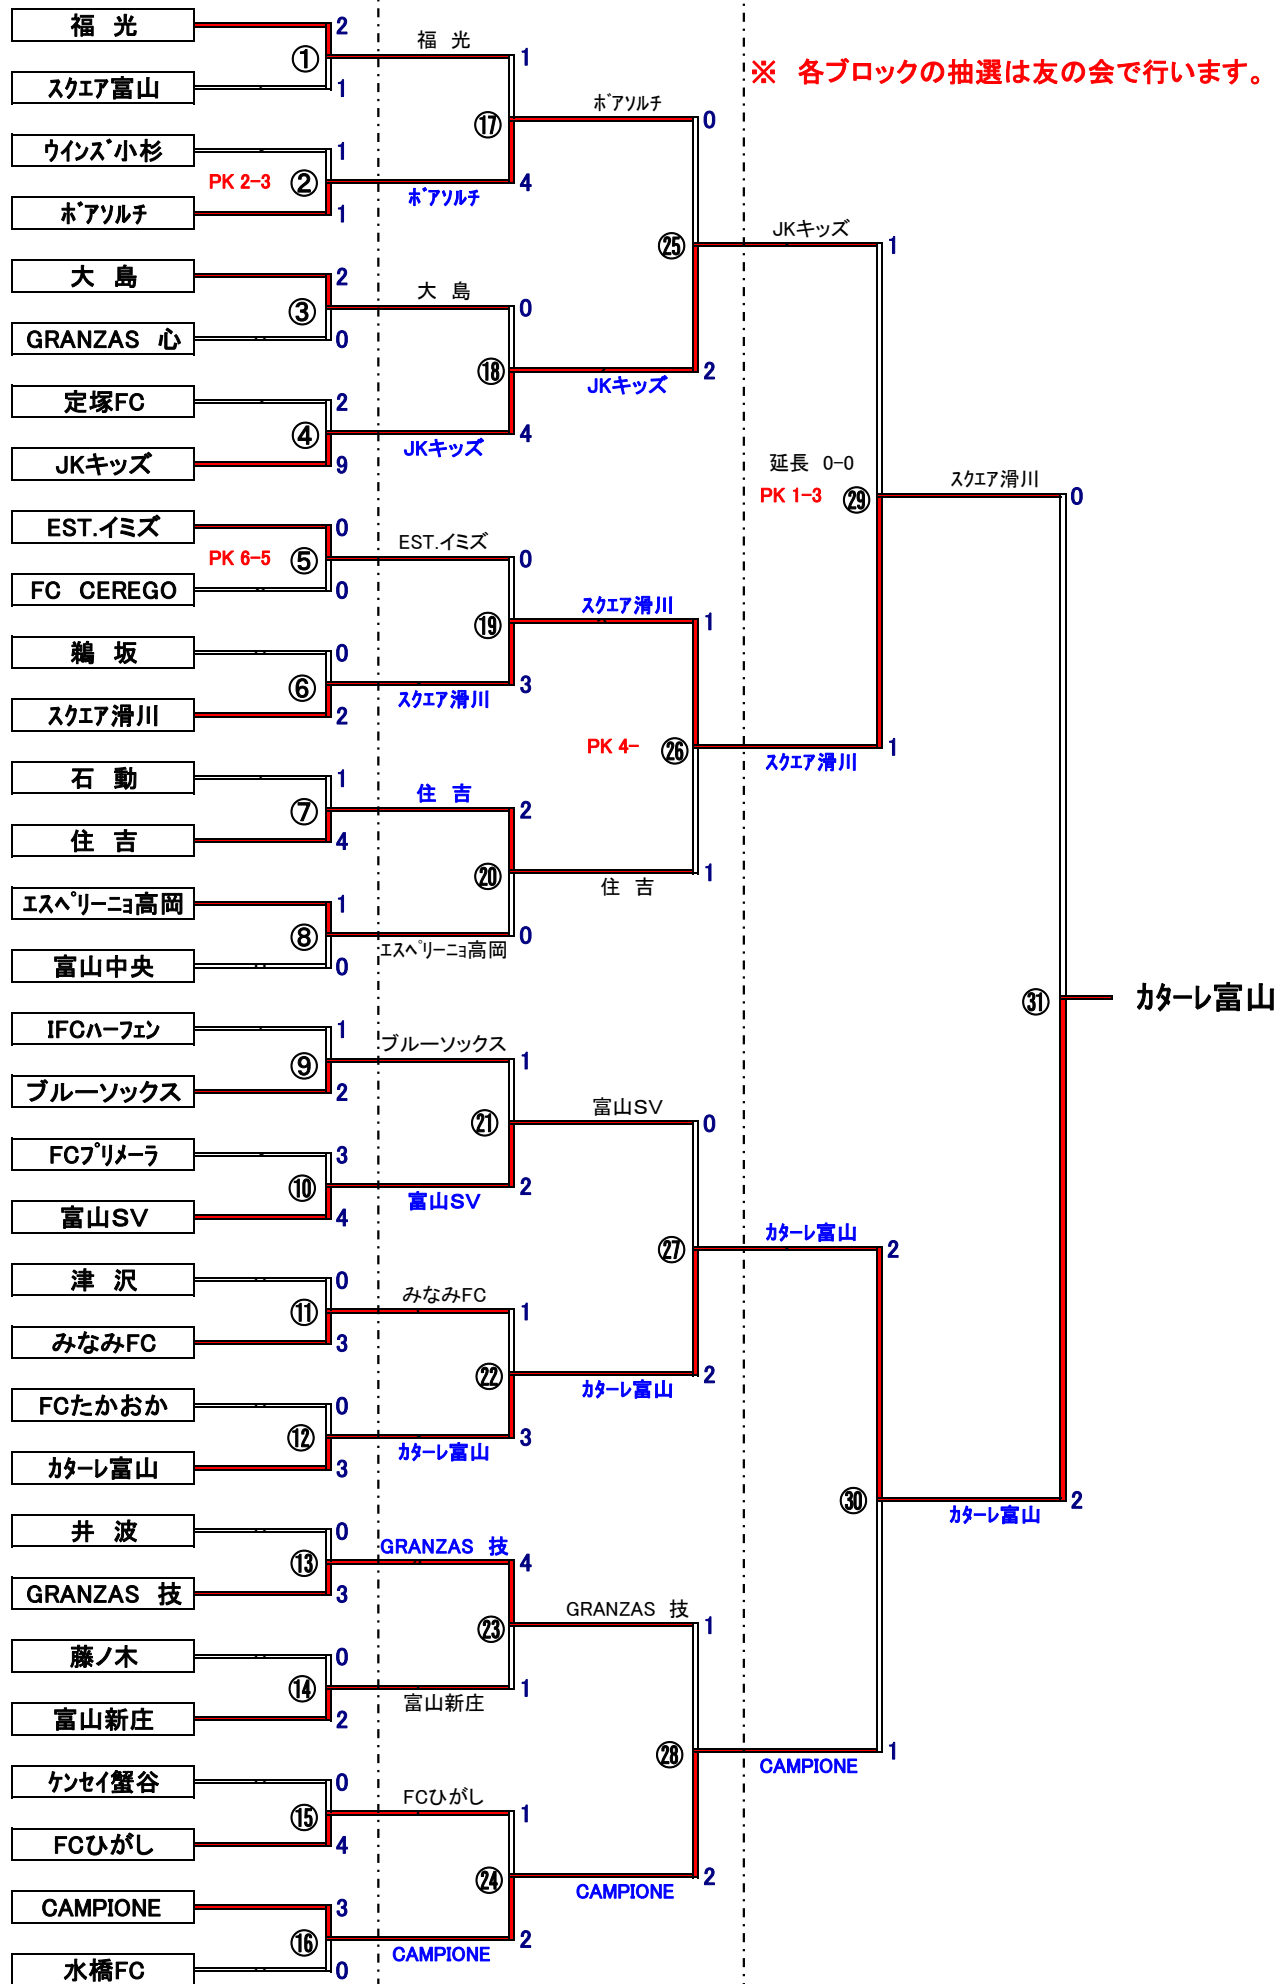 福　光
2
福　光
1
①
※　各ブロックの抽選は友の会で行います。
スクエア富山
1
ボアソルチ
0
⑰
ウインズ小杉
1
PK 2-3
②
4
ボアソルチ
ボアソルチ
1
JKキッズ
1
㉕
大　島
2
大　島
0
③
GRANZAS　心
0
⑱
2
JKキッズ
定塚FC
2
④
4
JKキッズ
JKキッズ
9
延長　0-0
スクエア滑川
0
PK 1-3
㉙
EST.イミズ
0
EST.イミズ
0
PK 6-5
⑤
FC　CEREGO
0
スクエア滑川
1
⑲
鵜　坂
0
⑥
3
スクエア滑川
スクエア滑川
2
PK 4-
㉖
1
スクエア滑川
石　動
1
住　吉
2
⑦
住　吉
4
⑳
1
住　吉
エスペリーニョ高岡
1
⑧
0
エスペリーニョ高岡
富山中央
0
㉛
カターレ富山
IFCハーフェン
1
ブルーソックス
1
⑨
ブルーソックス
2
富山SV
0
㉑
FCプリメーラ
3
⑩
2
富山SV
富山SV
4
カターレ富山
2
㉗
津　沢
0
みなみFC
1
⑪
みなみFC
3
㉒
2
カターレ富山
FCたかおか
0
⑫
3
カターレ富山
カターレ富山
3
㉚
2
カターレ富山
井　波
0
GRANZAS　技
4
⑬
GRANZAS　技
3
GRANZAS　技
1
㉓
藤ノ木
0
⑭
1
富山新庄
富山新庄
2
㉘
1
CAMPIONE
ケンセイ蟹谷
0
FCひがし
1
⑮
FCひがし
4
㉔
2
CAMPIONE
CAMPIONE
3
⑯
2
CAMPIONE
水橋FC
0